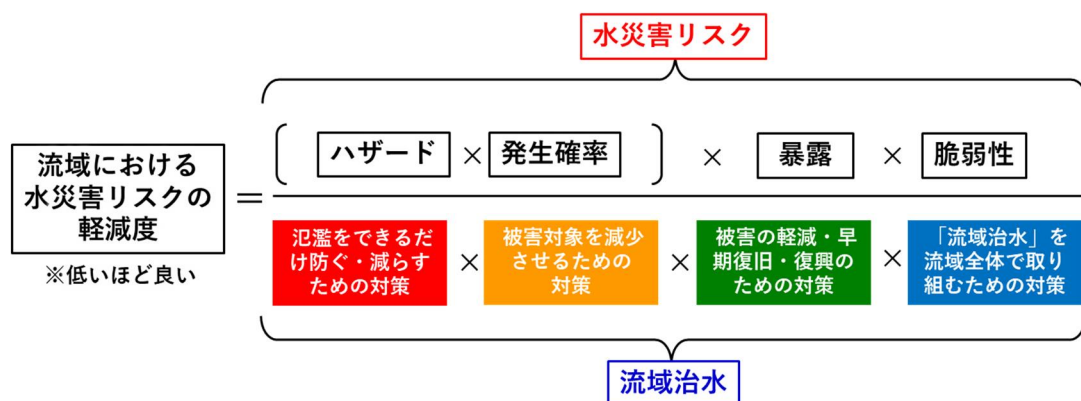 水災害リスク
ハザード × 発生確率 × 暴露 × 脆弱性
流域における
水災害リスクの
軽減度
※低いほど良い
=
氾濫をできるだ
け防ぐ・減らす
ための対策
×
被害対象を減少
させるための
対策
×
被害の軽減・早
期復旧・復興の
ための対策
×
「流域治水」を
流域全体で取り
組むための対策
流域治水